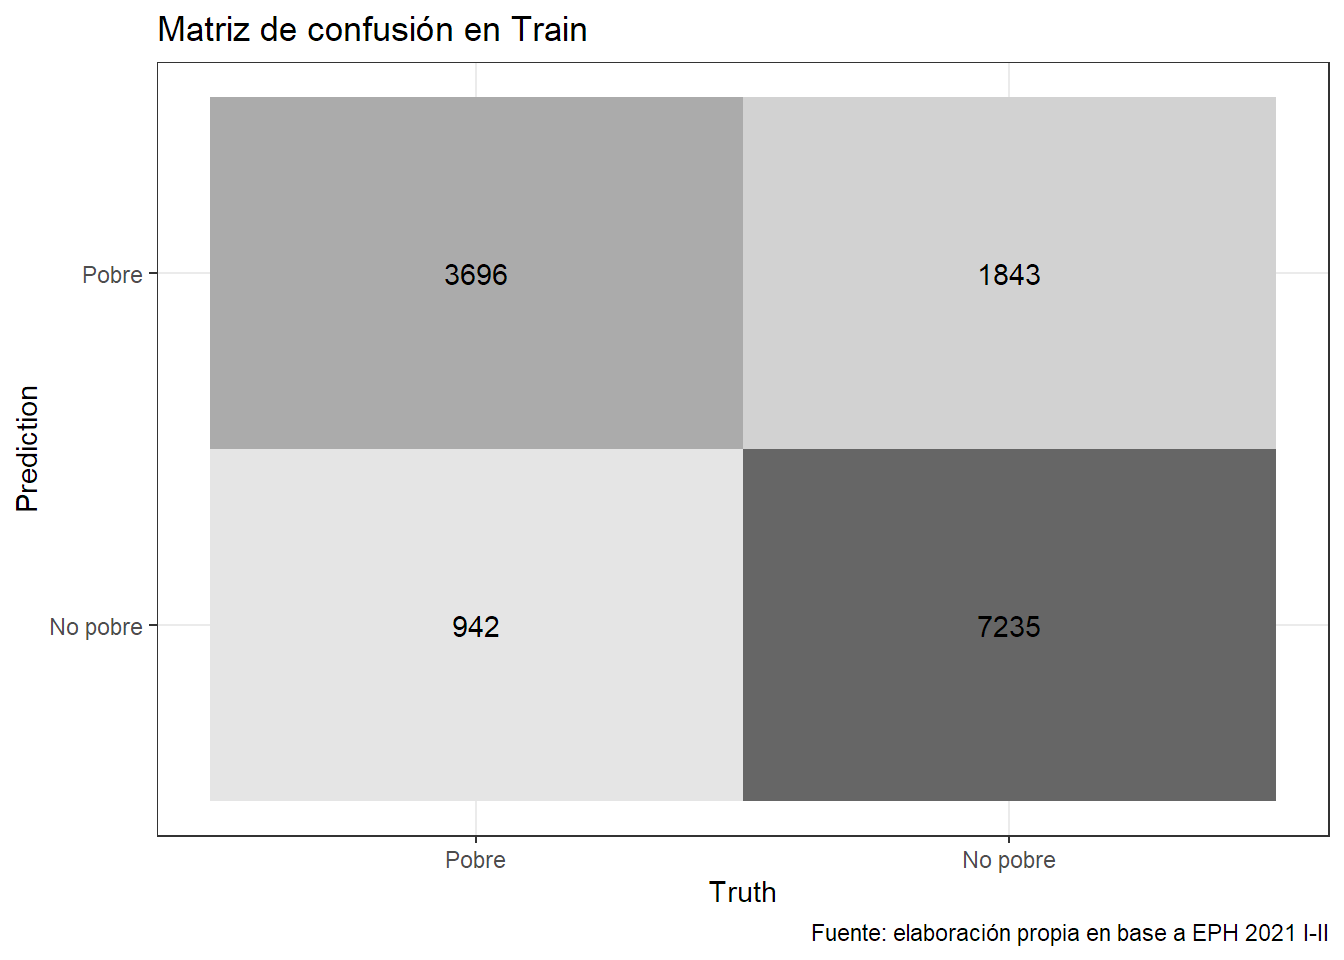 Matriz de confusión en Train
Prediction
Pobre
3696
1843
No pobre
942
7235
Pobre
No pobre
Truth
Fuente: elaboración propia en base a EPH 2021 I-II